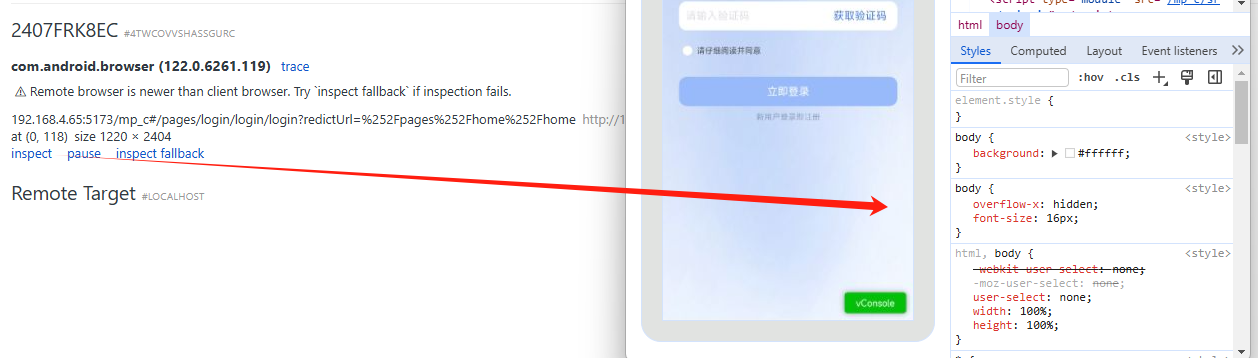 2407FRK8EC #4TWCOVVSHASSGURC
com.android.browser (122.0.6261.119) trace
⚠ Remote browser is newer than client browser. Try `inspect fallback` if inspection fails.
192.168.4.65:5173/mp_c#/pages/login/login/login?redictUrl=%252Fpages%252Fhome%252Fhome http://1
at (0, 118) size 1220 × 2404
inspect pause inspect fallback
Remote Target #LOCALHOST
请输入验证码 获取验证码
请仔细阅读并同意
立即登录
新用户登录即注册
vConsole
<script type="module" src="/mp_c/sr
html body
Styles Computed Layout Event listeners
Filter :hov .cls
element.style {
}
body { <style>
background: #ffffff;
}
body { <style>
overflow-x: hidden;
font-size: 16px;
}
html, body { <style>
-webkit-user-select: none;
-moz-user-select: none;
user-select: none;
width: 100%;
height: 100%;
}